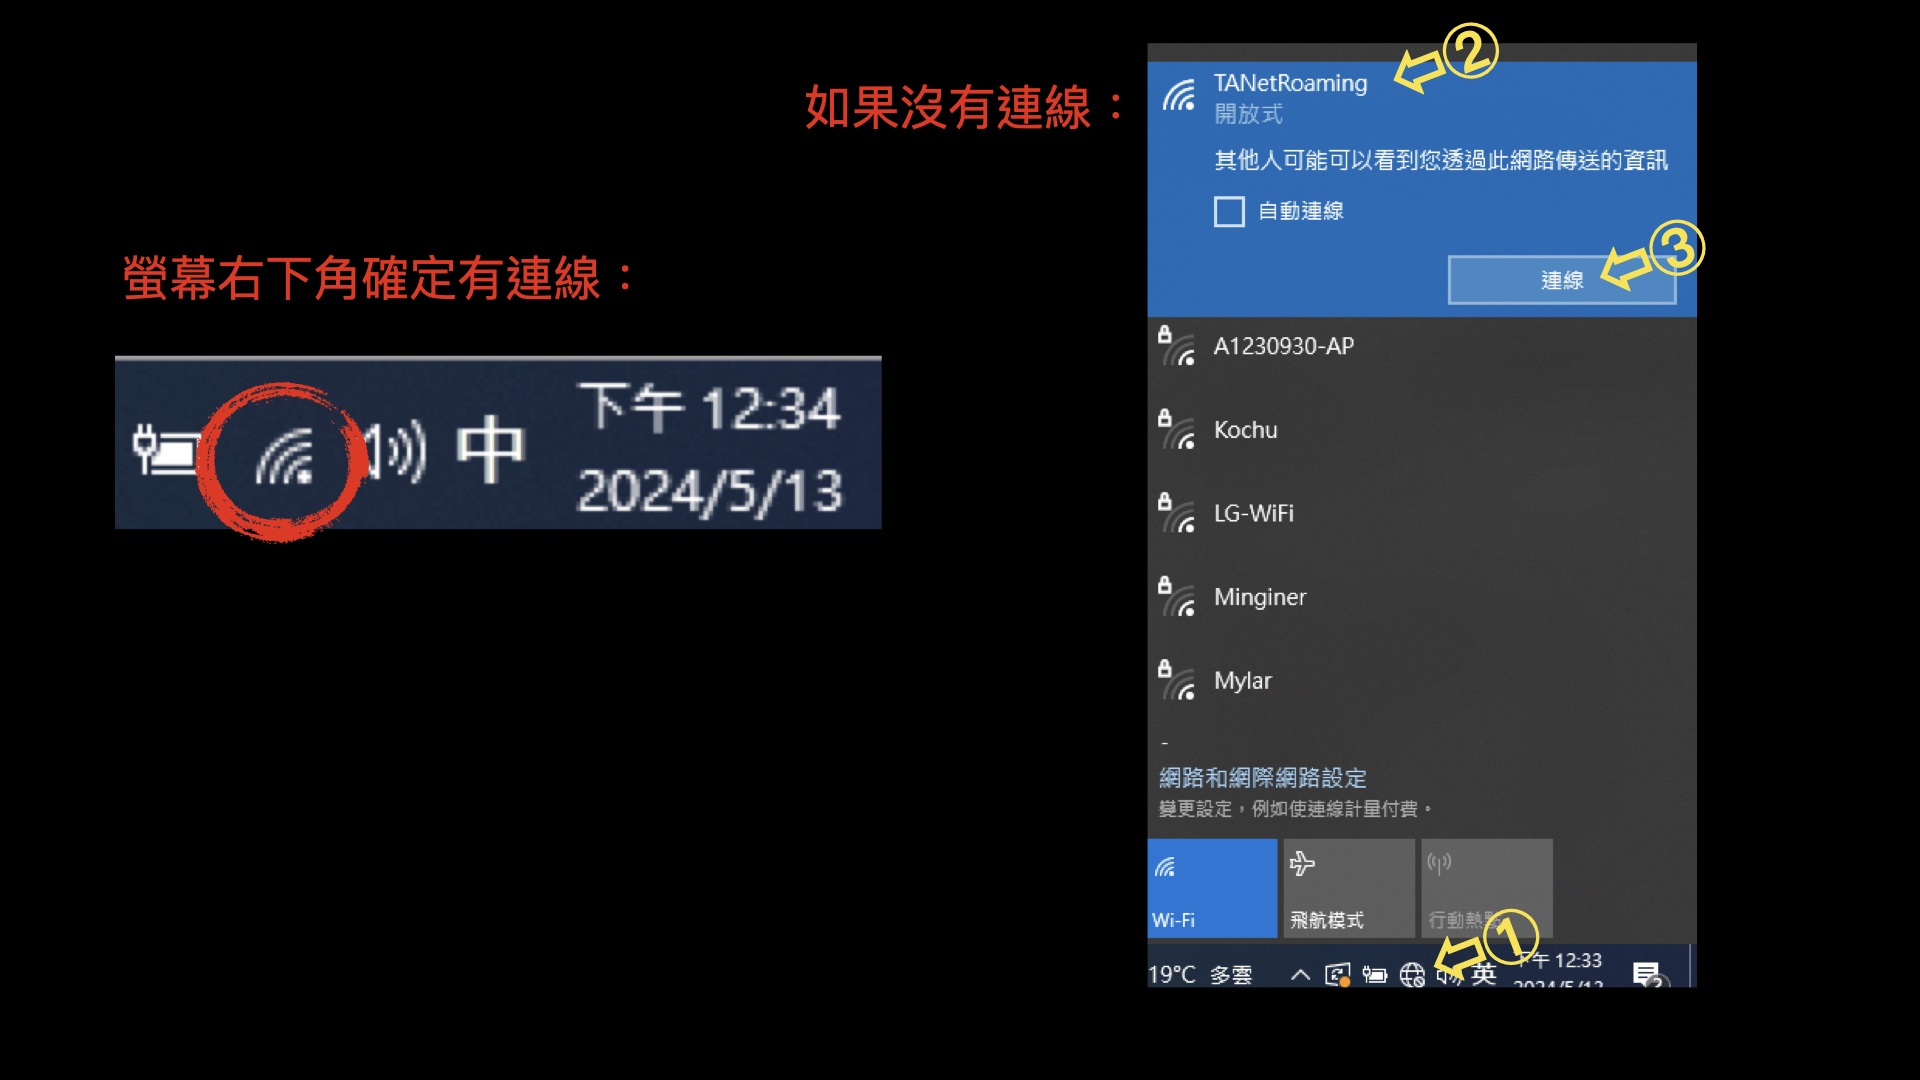 螢幕右下角確定有連線：
中
下午 12:34
2024/5/13
如果沒有連線：
②
TANetRoaming
開放式
其他人可能可以看到您透過此網路傳送的資訊
自動連線
③
連線
A1230930-AP
Kochu
LG-WiFi
Minginer
Mylar
網路和網際網路設定
變更設定，例如使連線計量付費。
Wi-Fi
飛航模式
行動熱點
①
19°C 多雲
英
下午 12:33
2024/5/13
2